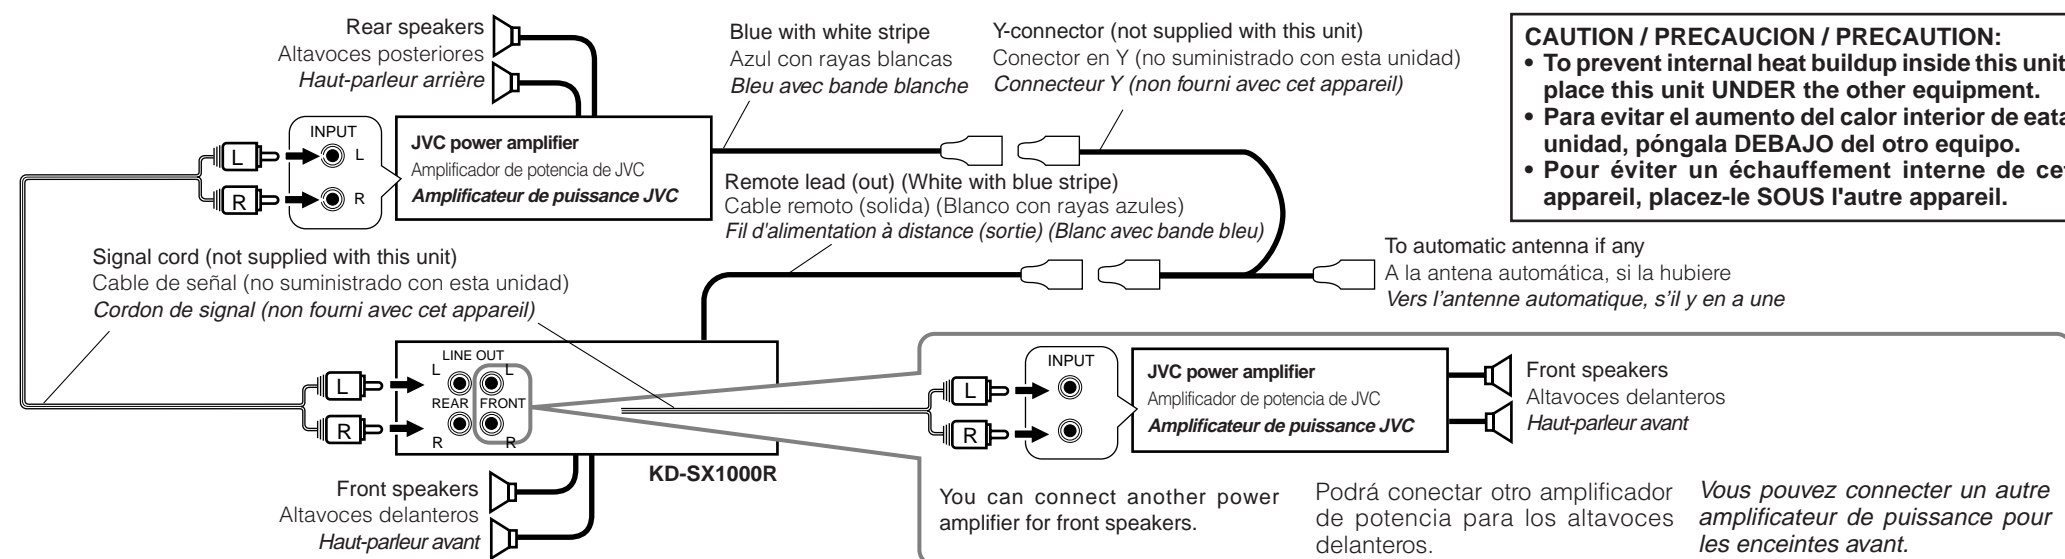 Rear speakers
Altavoces posteriores
Haut-parleur arrière
Blue with white stripe
Azul con rayas blancas
Bleu avec bande blanche
Y-connector (not supplied with this unit)
Conector en Y (no suministrado con esta unidad)
Connecteur Y (non fourni avec cet appareil)
CAUTION / PRECAUCION / PRECAUTION:
• To prevent internal heat buildup inside this unit
place this unit UNDER the other equipment.
• Para evitar el aumento del calor interior de eata
unidad, póngala DEBAJO del otro equipo.
• Pour éviter un échauffement interne de cet
appareil, placez-le SOUS l'autre appareil.
INPUT
L
L
R
R
JVC power amplifier
Amplificador de potencia de JVC
Amplificateur de puissance JVC
Remote lead (out) (White with blue stripe)
Cable remoto (solida) (Blanco con rayas azules)
Fil d'alimentation à distance (sortie) (Blanc avec bande bleu)
To automatic antenna if any
A la antena automática, si la hubiere
Vers l'antenne automatique, s'il y en a une
Signal cord (not supplied with this unit)
Cable de señal (no suministrado con esta unidad)
Cordon de signal (non fourni avec cet appareil)
LINE OUT
L
L
L
REAR
FRONT
R
R
R
KD-SX1000R
Front speakers
Altavoces delanteros
Haut-parleur avant
INPUT
L
R
JVC power amplifier
Amplificador de potencia de JVC
Amplificateur de puissance JVC
Front speakers
Altavoces delanteros
Haut-parleur avant
You can connect another power
amplifier for front speakers.
Podrá conectar otro amplificador
de potencia para los altavoces
delanteros.
Vous pouvez connecter un autre
amplificateur de puissance pour
les enceintes avant.